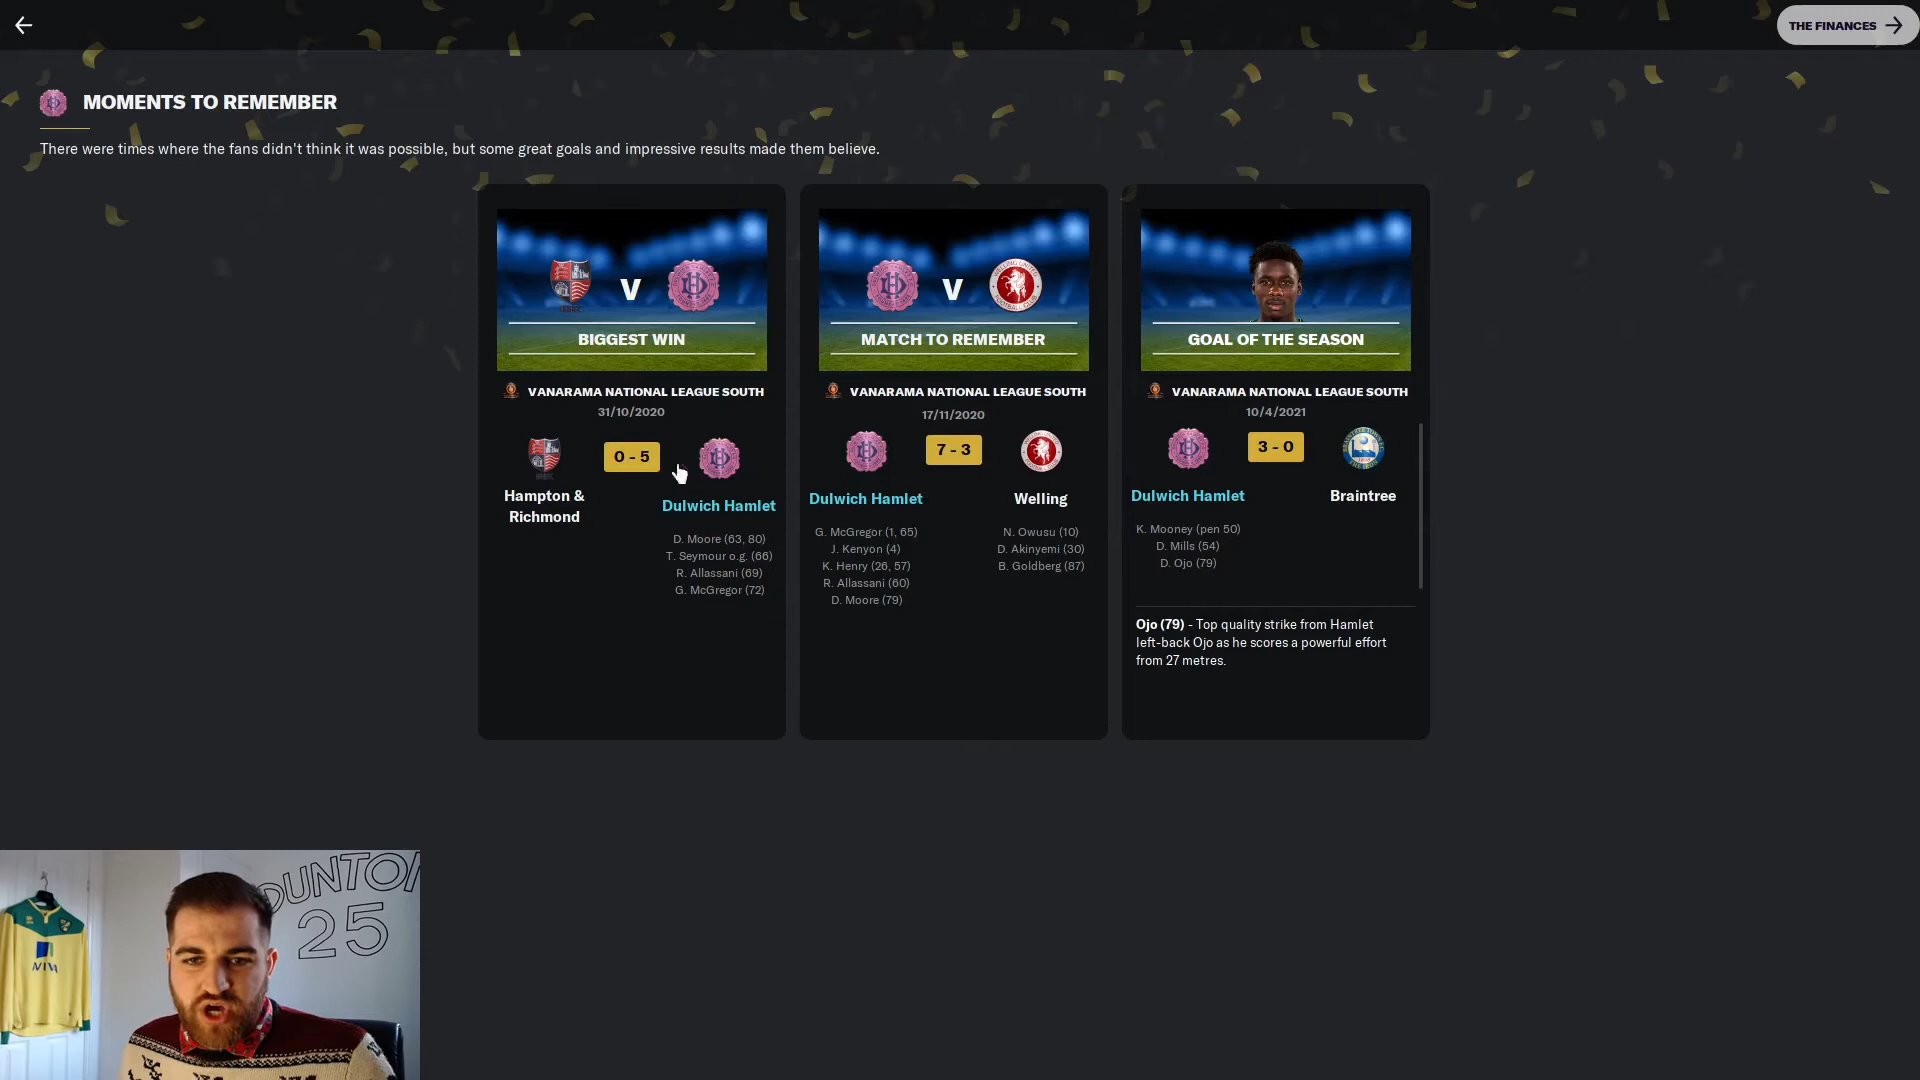 THE FINANCES
MOMENTS TO REMEMBER
There were times where the fans didn't think it was possible, but some great goals and impressive results made them believe.
V
BIGGEST WIN
VANARAMA NATIONAL LEAGUE SOUTH
31/10/2020
0 - 5
Hampton &
Richmond
Dulwich Hamlet
D. Moore (63, 80)
T. Seymour o.g. (66)
R. Allassani (69)
G. McGregor (72)
V
MATCH TO REMEMBER
VANARAMA NATIONAL LEAGUE SOUTH
17/11/2020
7 - 3
Dulwich Hamlet
Welling
G. McGregor (1, 65)
J. Kenyon (4)
K. Henry (26, 57)
R. Allassani (60)
D. Moore (79)
N. Owusu (10)
D. Akinyemi (30)
B. Goldberg (87)
GOAL OF THE SEASON
VANARAMA NATIONAL LEAGUE SOUTH
10/4/2021
3 - 0
Dulwich Hamlet
Braintree
K. Mooney (pen 50)
D. Mills (54)
D. Ojo (79)
Ojo (79) - Top quality strike from Hamlet
left-back Ojo as he scores a powerful effort
from 27 metres.
25